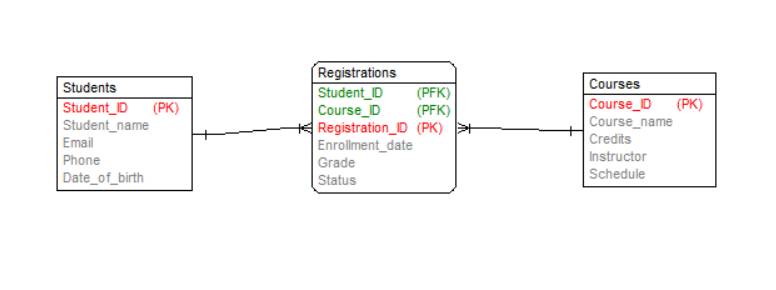 Students
Student_ID (PK)
Student_name
Email
Phone
Date_of_birth
Registrations
Student_ID (PFK)
Course_ID (PFK)
Registration_ID (PK)
Enrollment_date
Grade
Status
Courses
Course_ID (PK)
Course_name
Credits
Instructor
Schedule